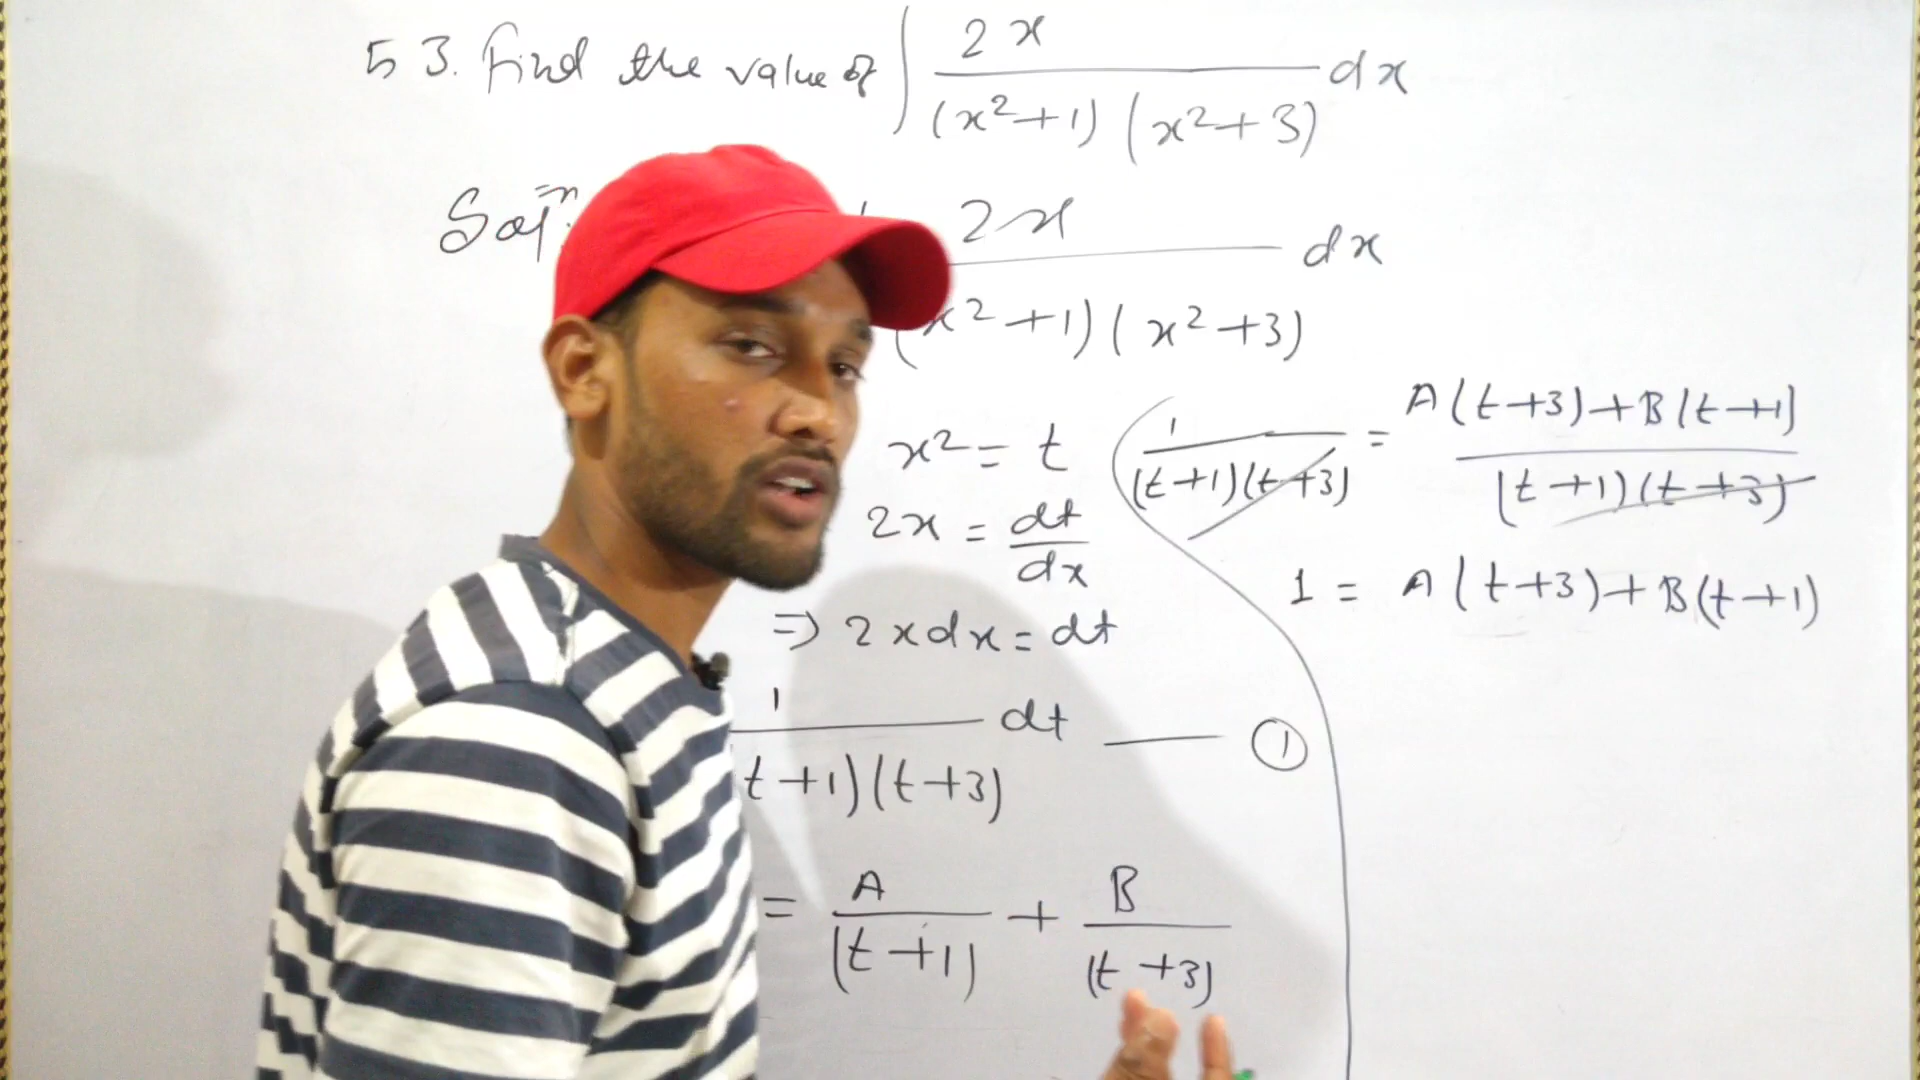 53. Find the value of ∫ 2x / (x²+1) (x²+3) dx
Sol=n: 2x / (x²+1)(x²+3) dx
x² = t
2x = dt/dx
=> 2xdx = dt
1 / t+1)(t+3) dt —— ①
= A/(t+1) + B/(t+3)
1/(t+1)(t+3) = A(t+3)+B(t+1) / (t+1)(t+3)
1 = A(t+3)+B(t+1)